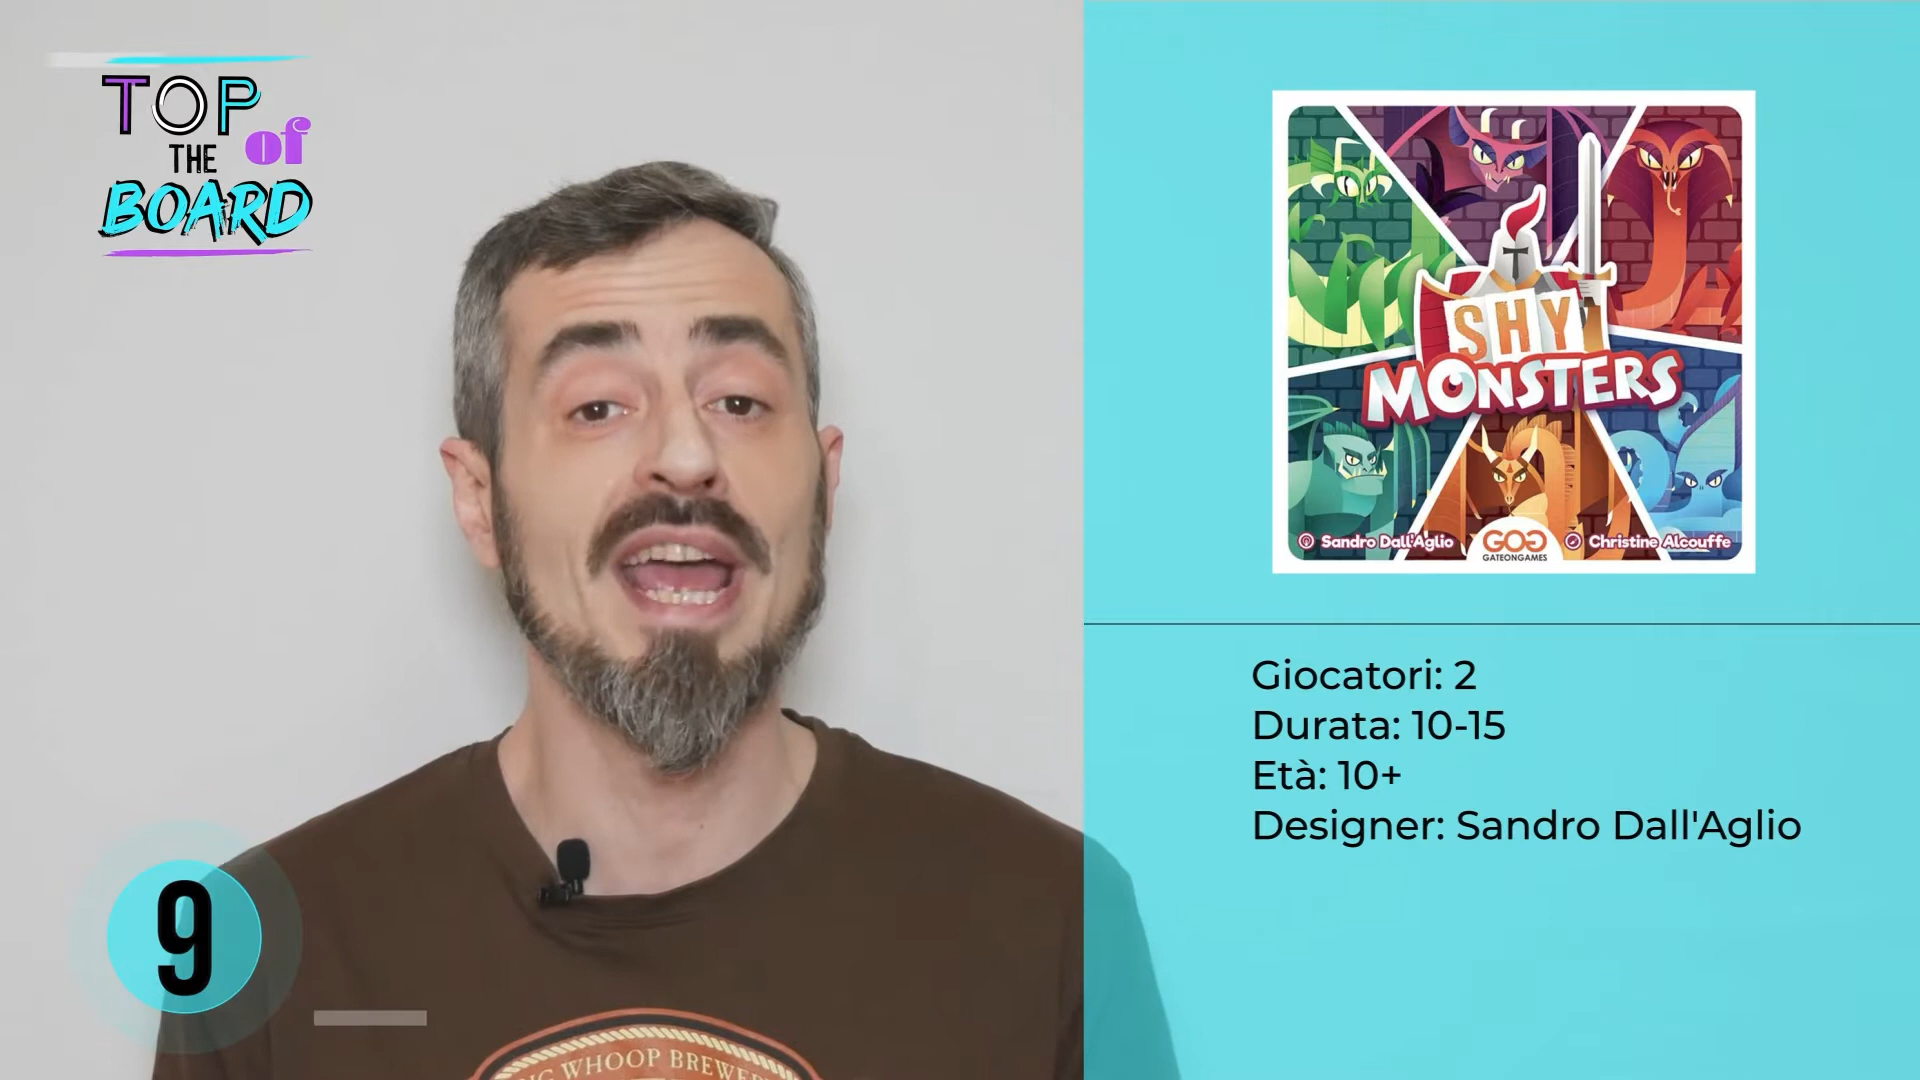 TOP
of
THE
BOARD
SHY
MONSTERS
Sandro Dall'Aglio
GOG
GATEONGAMES
Christine Alcouffe
Giocatori: 2
Durata: 10-15
Età: 10+
Designer: Sandro Dall'Aglio
9
WHOOP